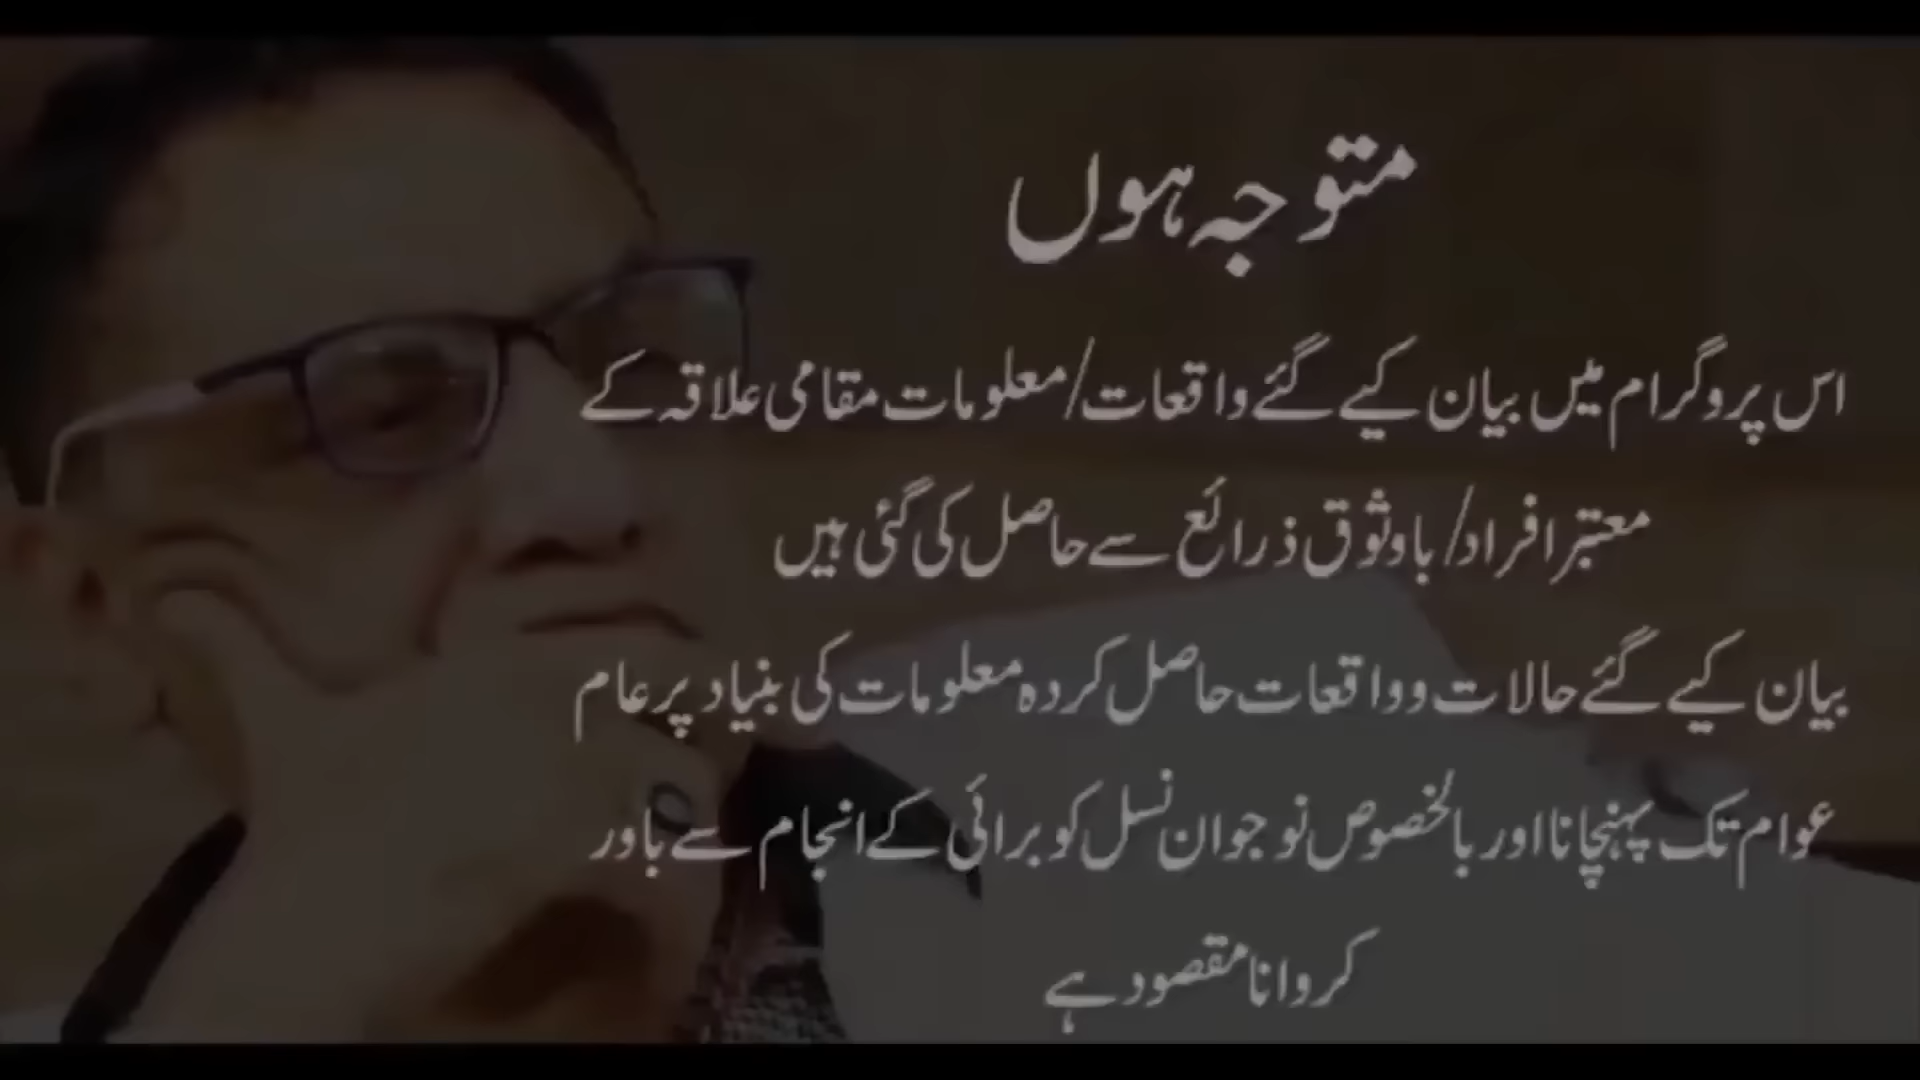 متوجہ ہوں
اس پروگرام میں بیان کیے گئے واقعات/معلومات مقامی علاقہ کے
معتبر افراد/باوثوق ذرائع سے حاصل کی گئی ہیں
بیان کیے گئے حالات و واقعات حاصل کردہ معلومات کی بنیاد پر عام
عوام تک پہنچانا اور بالخصوص نوجوان نسل کو برائی کے انجام سے باور
کروانا مقصود ہے